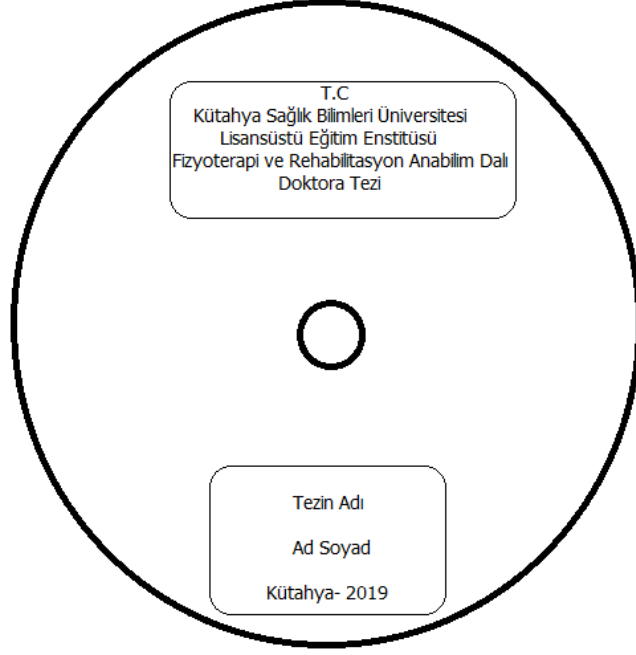 T.C
Kütahya Sağlık Bilimleri Üniversitesi
Lisansüstü Eğitim Enstitüsü
Fizyoterapi ve Rehabilitasyon Anabilim Dalı
Doktora Tezi
Tezin Adı
Ad Soyad
Kütahya- 2019